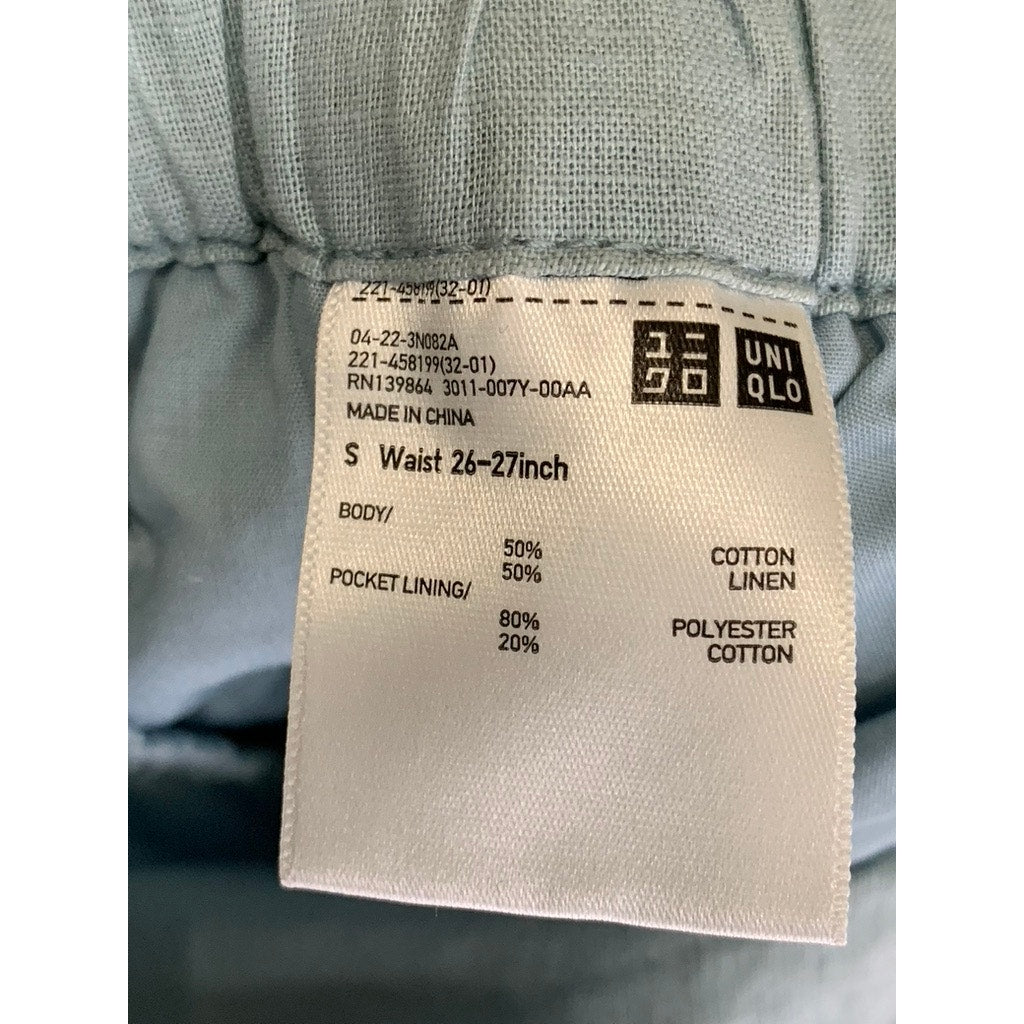 221-458199(32-01)
04-22-3N082A
221-458199(32-01)
RN139864 3011-007Y-00AA
MADE IN CHINA
ユニ
クロ
UNI
QLO
S Waist 26-27inch
BODY/
50% COTTON
50% LINEN
POCKET LINING/
80% POLYESTER
20% COTTON